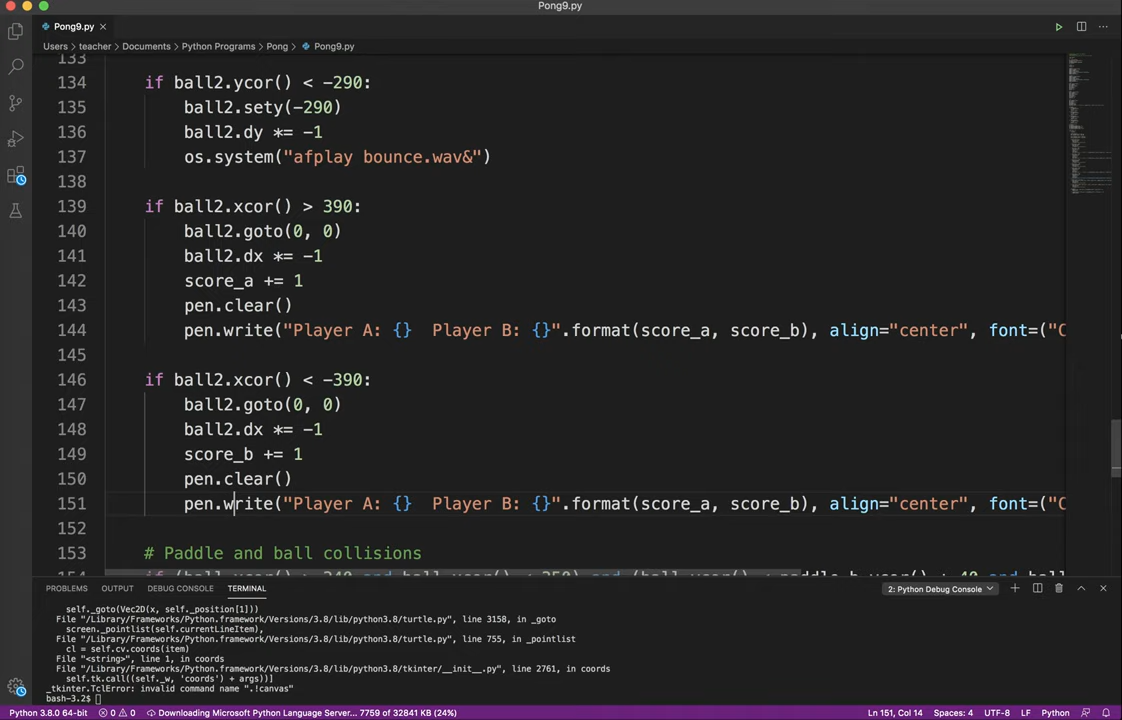 Pong9.py
Pong9.py
Users > teacher > Documents > Python Programs > Pong > Pong9.py
133
134 if ball2.ycor() < -290:
135 ball2.sety(-290)
136 ball2.dy *= -1
137 os.system("afplay bounce.wav&")
138
139 if ball2.xcor() > 390:
140 ball2.goto(0, 0)
141 ball2.dx *= -1
142 score_a += 1
143 pen.clear()
144 pen.write("Player A: {}  Player B: {}".format(score_a, score_b), align="center", font=("C
145
146 if ball2.xcor() < -390:
147 ball2.goto(0, 0)
148 ball2.dx *= -1
149 score_b += 1
150 pen.clear()
151 pen.write("Player A: {}  Player B: {}".format(score_a, score_b), align="center", font=("C
152
153 # Paddle and ball collisions
PROBLEMS OUTPUT DEBUG CONSOLE TERMINAL 2: Python Debug Console
self._goto(Vec2D(x, self._position[1]))
File "/Library/Frameworks/Python.framework/Versions/3.8/lib/python3.8/turtle.py", line 3158, in _goto
screen._pointlist(self.currentLineItem),
File "/Library/Frameworks/Python.framework/Versions/3.8/lib/python3.8/turtle.py", line 755, in _pointlist
cl = self.cv.coords(item)
File "<string>", line 1, in coords
File "/Library/Frameworks/Python.framework/Versions/3.8/lib/python3.8/tkinter/__init__.py", line 2761, in coords
self.tk.call((self._w, 'coords') + args))]
_tkinter.TclError: invalid command name ".!canvas"
bash-3.2$
Python 3.8.0 64-bit 0 0 Downloading Microsoft Python Language Server... 7759 of 32841 KB (24%) Ln 151, Col 14 Spaces: 4 UTF-8 LF Python